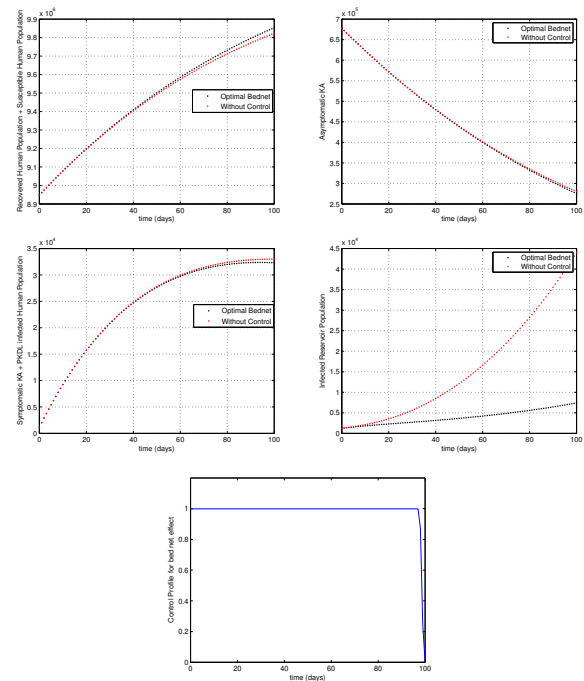 x 10^6
Recovered Human Population + Susceptible Human Population
9.9
9.8
9.7
9.6
9.5
9.4
9.3
9.2
9.1
9
8.9
0 20 40 60 80 100
time (days)
Optimal Bednet
Without Control
x 10^5
Asymptomatic KA
7
6.5
6
5.5
5
4.5
4
3.5
3
2.5
0 20 40 60 80 100
time (days)
Optimal Bednet
Without Control
x 10^4
Symptomatic KA + PKDL infected Human Population
3.5
3
2.5
2
1.5
1
0.5
0
0 20 40 60 80 100
time (days)
Optimal Bednet
Without Control
x 10^4
Infected Reservoir Population
4.5
4
3.5
3
2.5
2
1.5
1
0.5
0
0 20 40 60 80 100
time (days)
Optimal Bednet
Without Control
Control Profile for bed net effect
1
0.8
0.6
0.4
0.2
0
0 20 40 60 80 100
time (days)